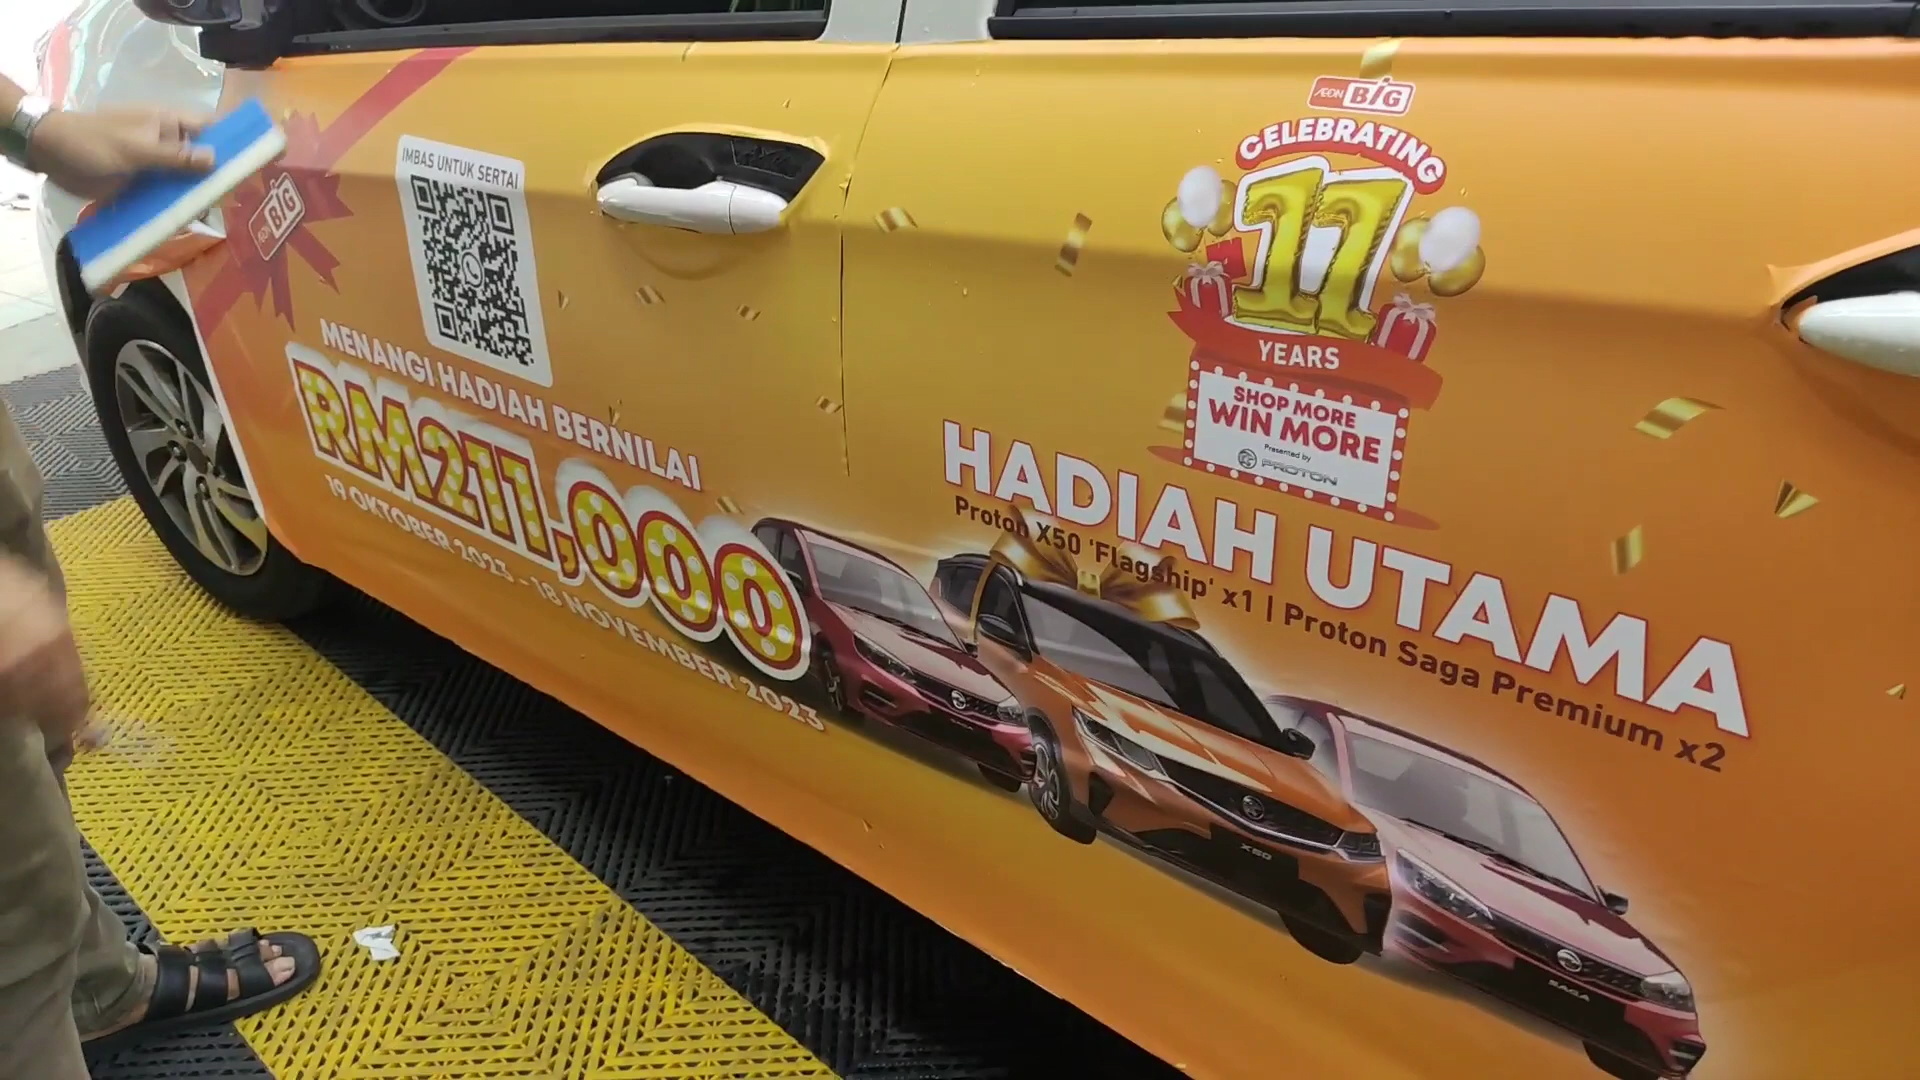 AEON BiG
IMBAS UNTUK SERTAI
MENANGI HADIAH BERNILAI
RM211,000
19 OKTOBER 2023 - 18 NOVEMBER 2023
AEON BiG
CELEBRATING
11
YEARS
SHOP MORE
WIN MORE
Presented by
PROTON
HADIAH UTAMA
Proton X50 'Flagship' x1 | Proton Saga Premium x2
X50
SAGA